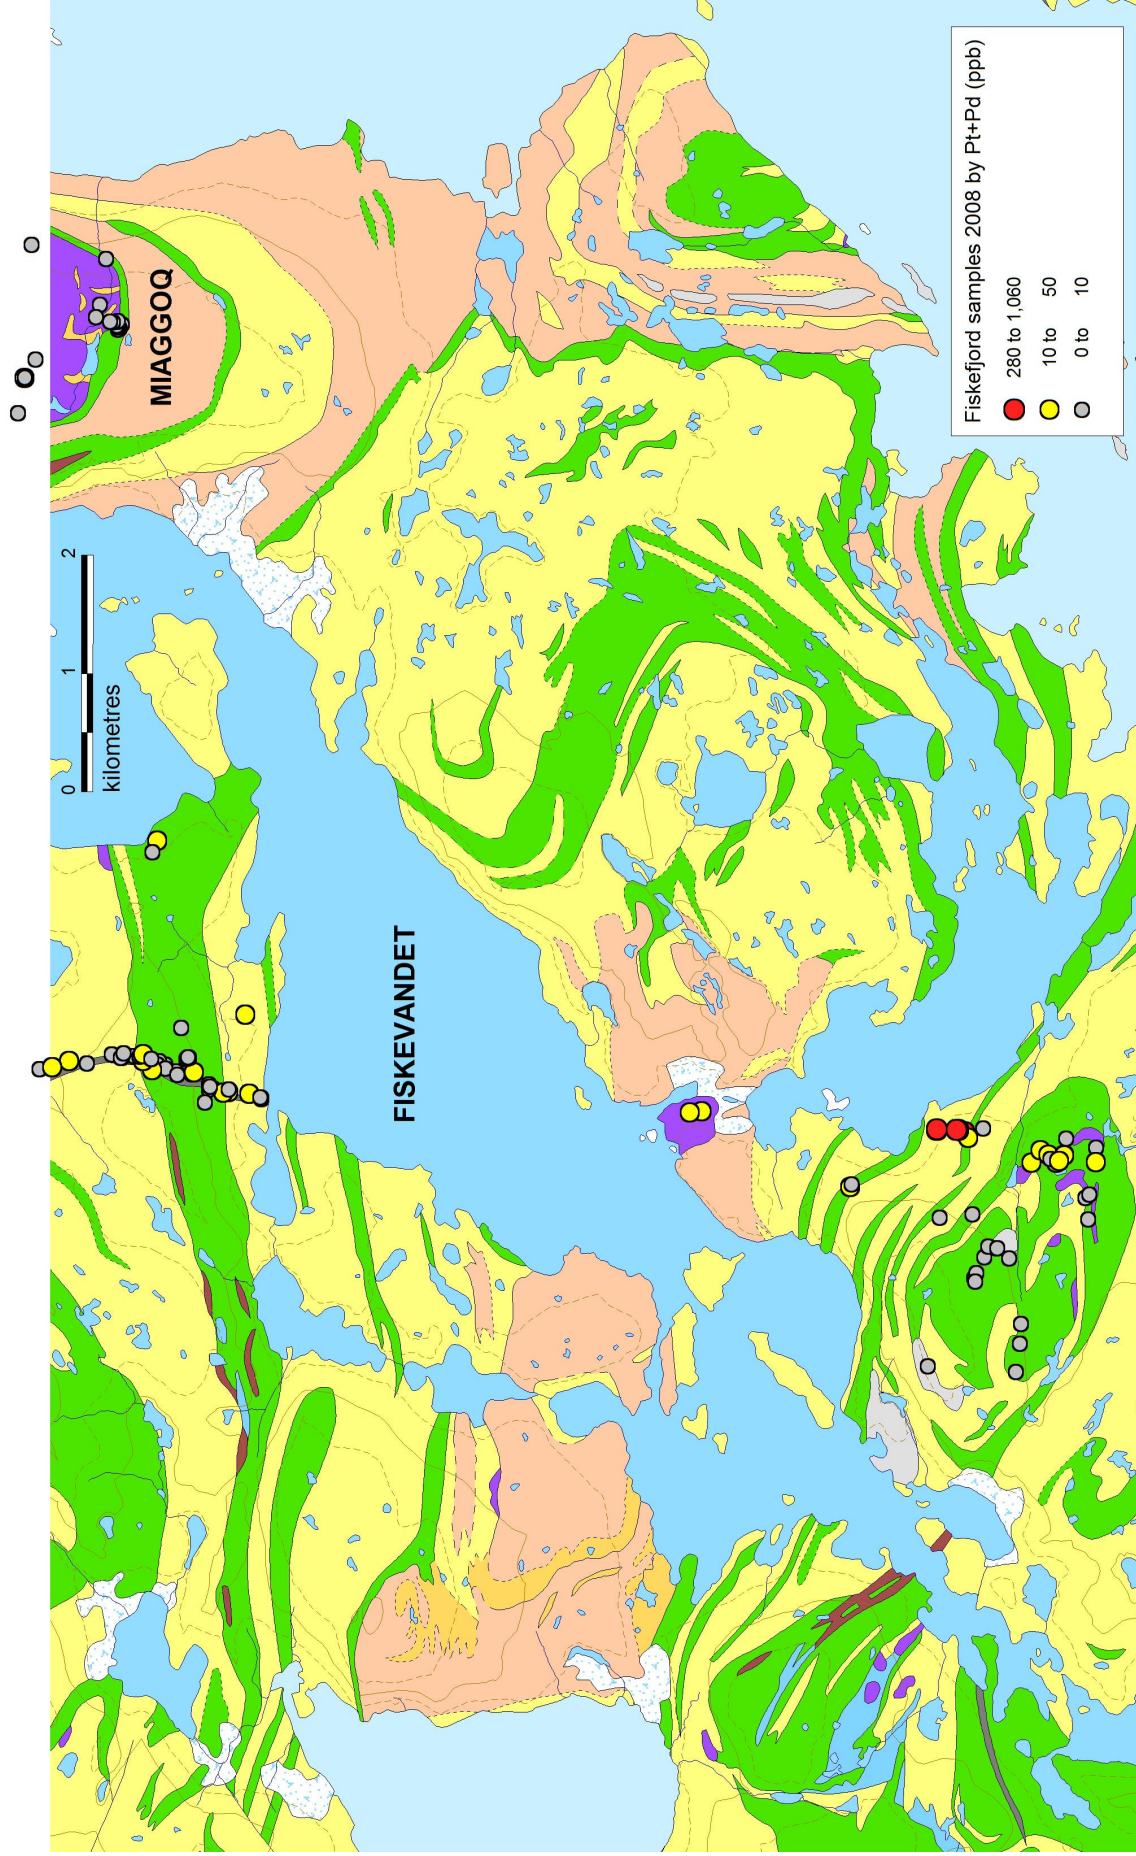 MIAGGOQ
0 1 2
kilometres
FISKEVANDET
Fiskefjord samples 2008 by Pt+Pd (ppb)
280 to 1,060
10 to 50
0 to 10